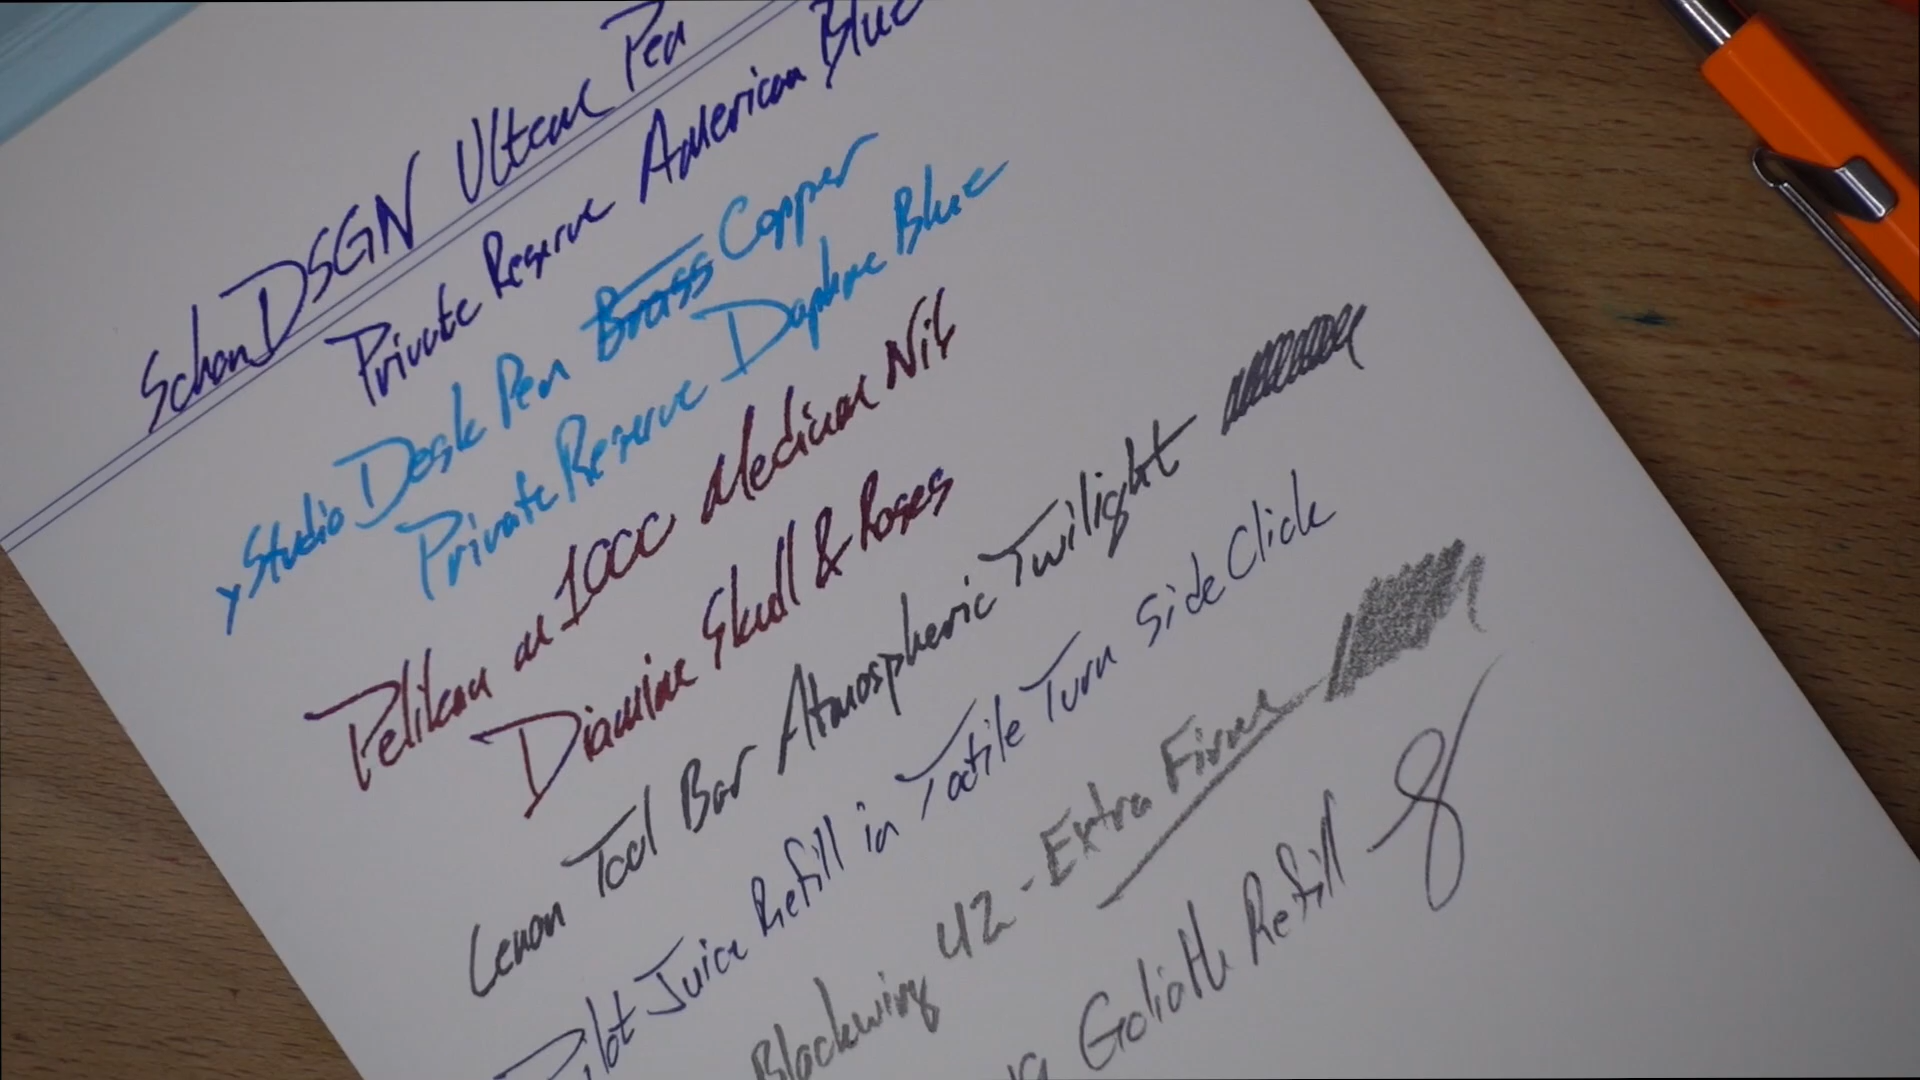 Schon DSGN Ultem Pen
Private Reserve American Blue
yStudio Desk Pen Brass Copper
Private Reserve Daphne Blue
Pelikan m 1000 Medium Nib
Diamine Skull & Roses
Lennon Tool Bar Atmospheric Twilight
Pilot Juice Refill in Tactile Turn Side Click
Blackwing 42 - Extra Firm
Goliath Refill